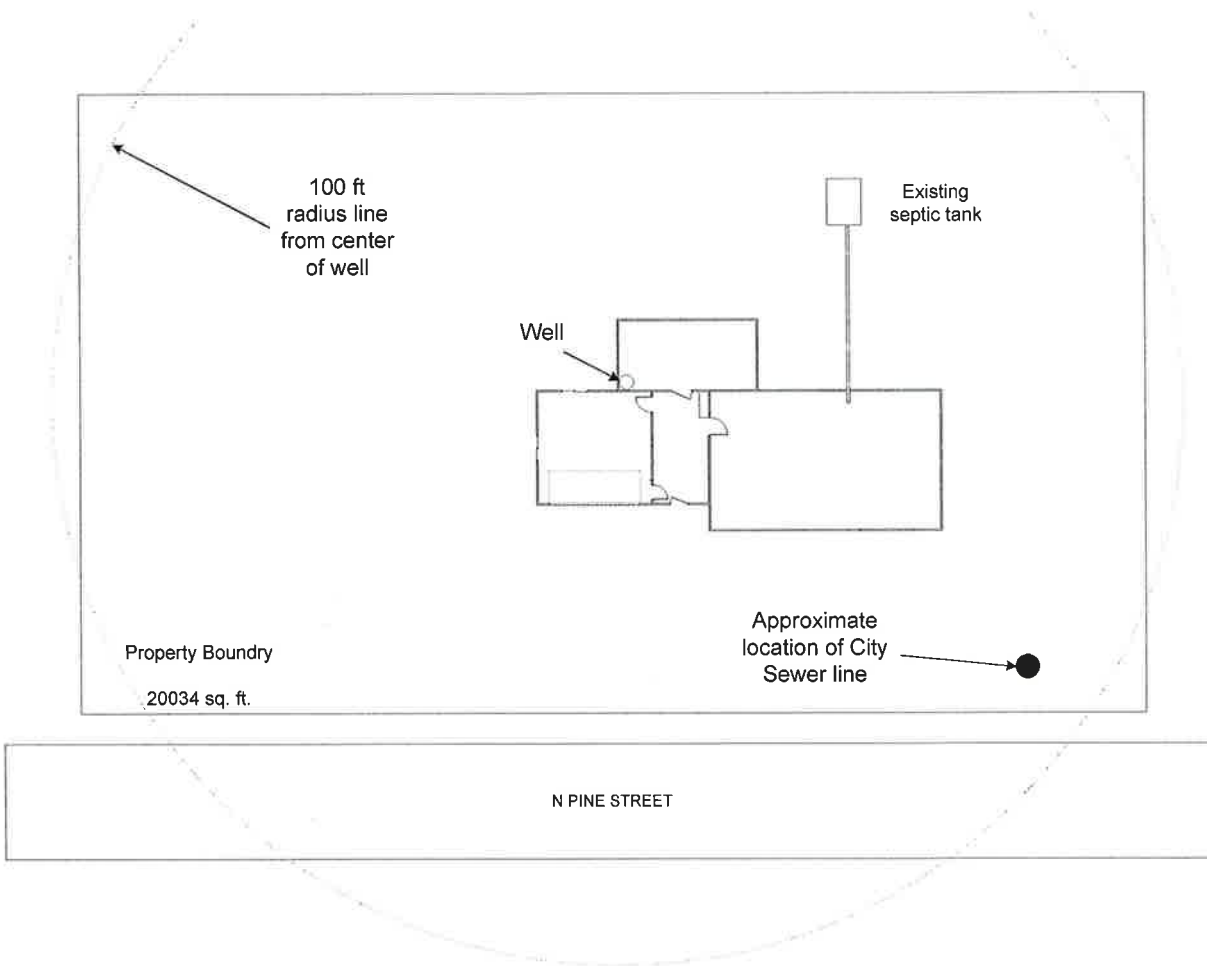 100 ft
radius line
from center
of well
Existing
septic tank
Well
Approximate
location of City
Sewer line
Property Boundry
20034 sq. ft.
N PINE STREET